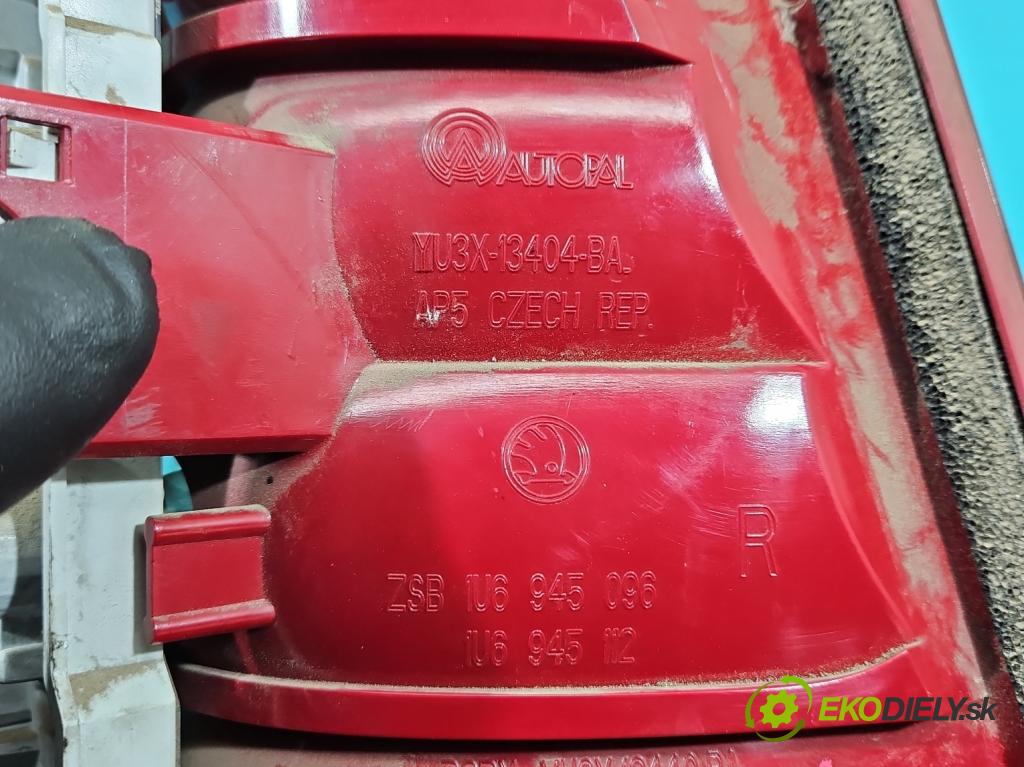 AUTOPAL
MU3X-13404-BA.
AP5 CZECH REP.
R
ZSB 1U6 945 096
1U6 945 112
EKODIELY.sk